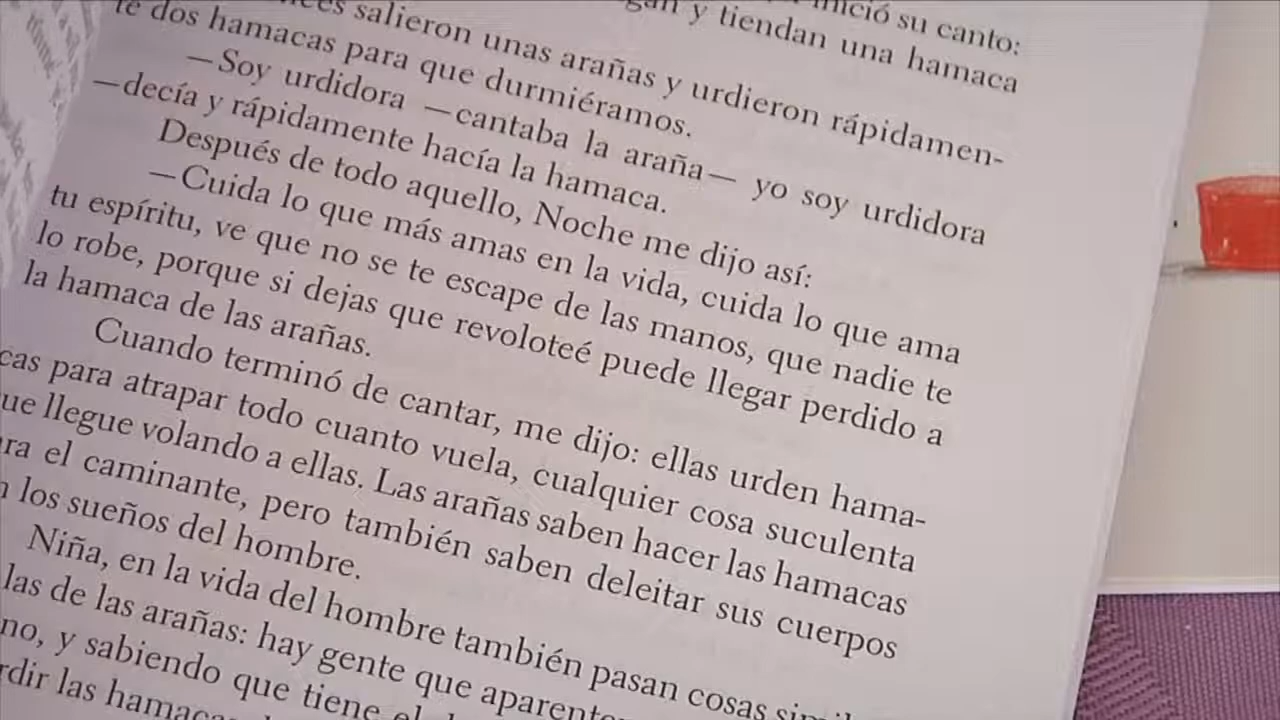 inició su canto:
y tiendan una hamaca
salieron unas arañas y urdieron rápidamen-
te dos hamacas para que durmiéramos.
—Soy urdidora —cantaba la araña— yo soy urdidora
—decía y rápidamente hacía la hamaca.
Después de todo aquello, Noche me dijo así:
—Cuida lo que más amas en la vida, cuida lo que ama
tu espíritu, ve que no se te escape de las manos, que nadie te
lo robe, porque si dejas que revoloteé puede llegar perdido a
la hamaca de las arañas.
Cuando terminó de cantar, me dijo: ellas urden hama-
cas para atrapar todo cuanto vuela, cualquier cosa suculenta
ue llegue volando a ellas. Las arañas saben hacer las hamacas
ra el caminante, pero también saben deleitar sus cuerpos
los sueños del hombre.
Niña, en la vida del hombre también pasan cosas
las de las arañas: hay gente que
no, y sabiendo que tiene el
rdir las